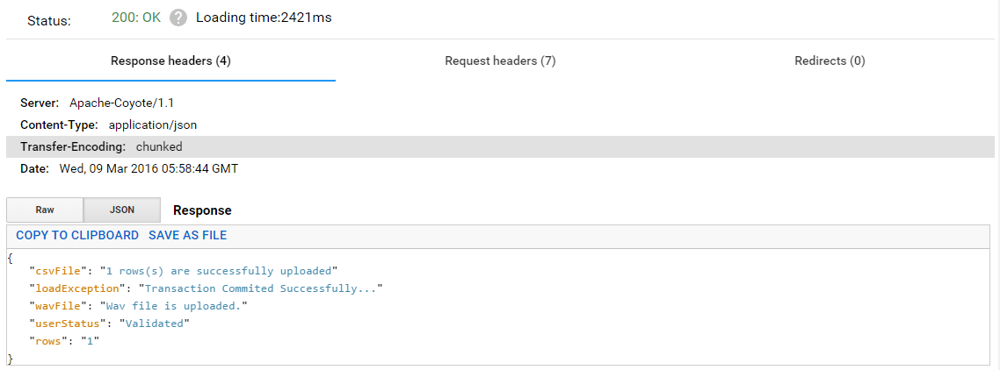 Status: 200: OK ? Loading time:2421ms
Response headers (4) Request headers (7) Redirects (0)
Server: Apache-Coyote/1.1
Content-Type: application/json
Transfer-Encoding: chunked
Date: Wed, 09 Mar 2016 05:58:44 GMT
Raw JSON Response
COPY TO CLIPBOARD SAVE AS FILE
{
"csvFile": "1 rows(s) are successfully uploaded"
"loadException": "Transaction Commited Successfully..."
"wavFile": "Wav file is uploaded."
"userStatus": "Validated"
"rows": "1"
}